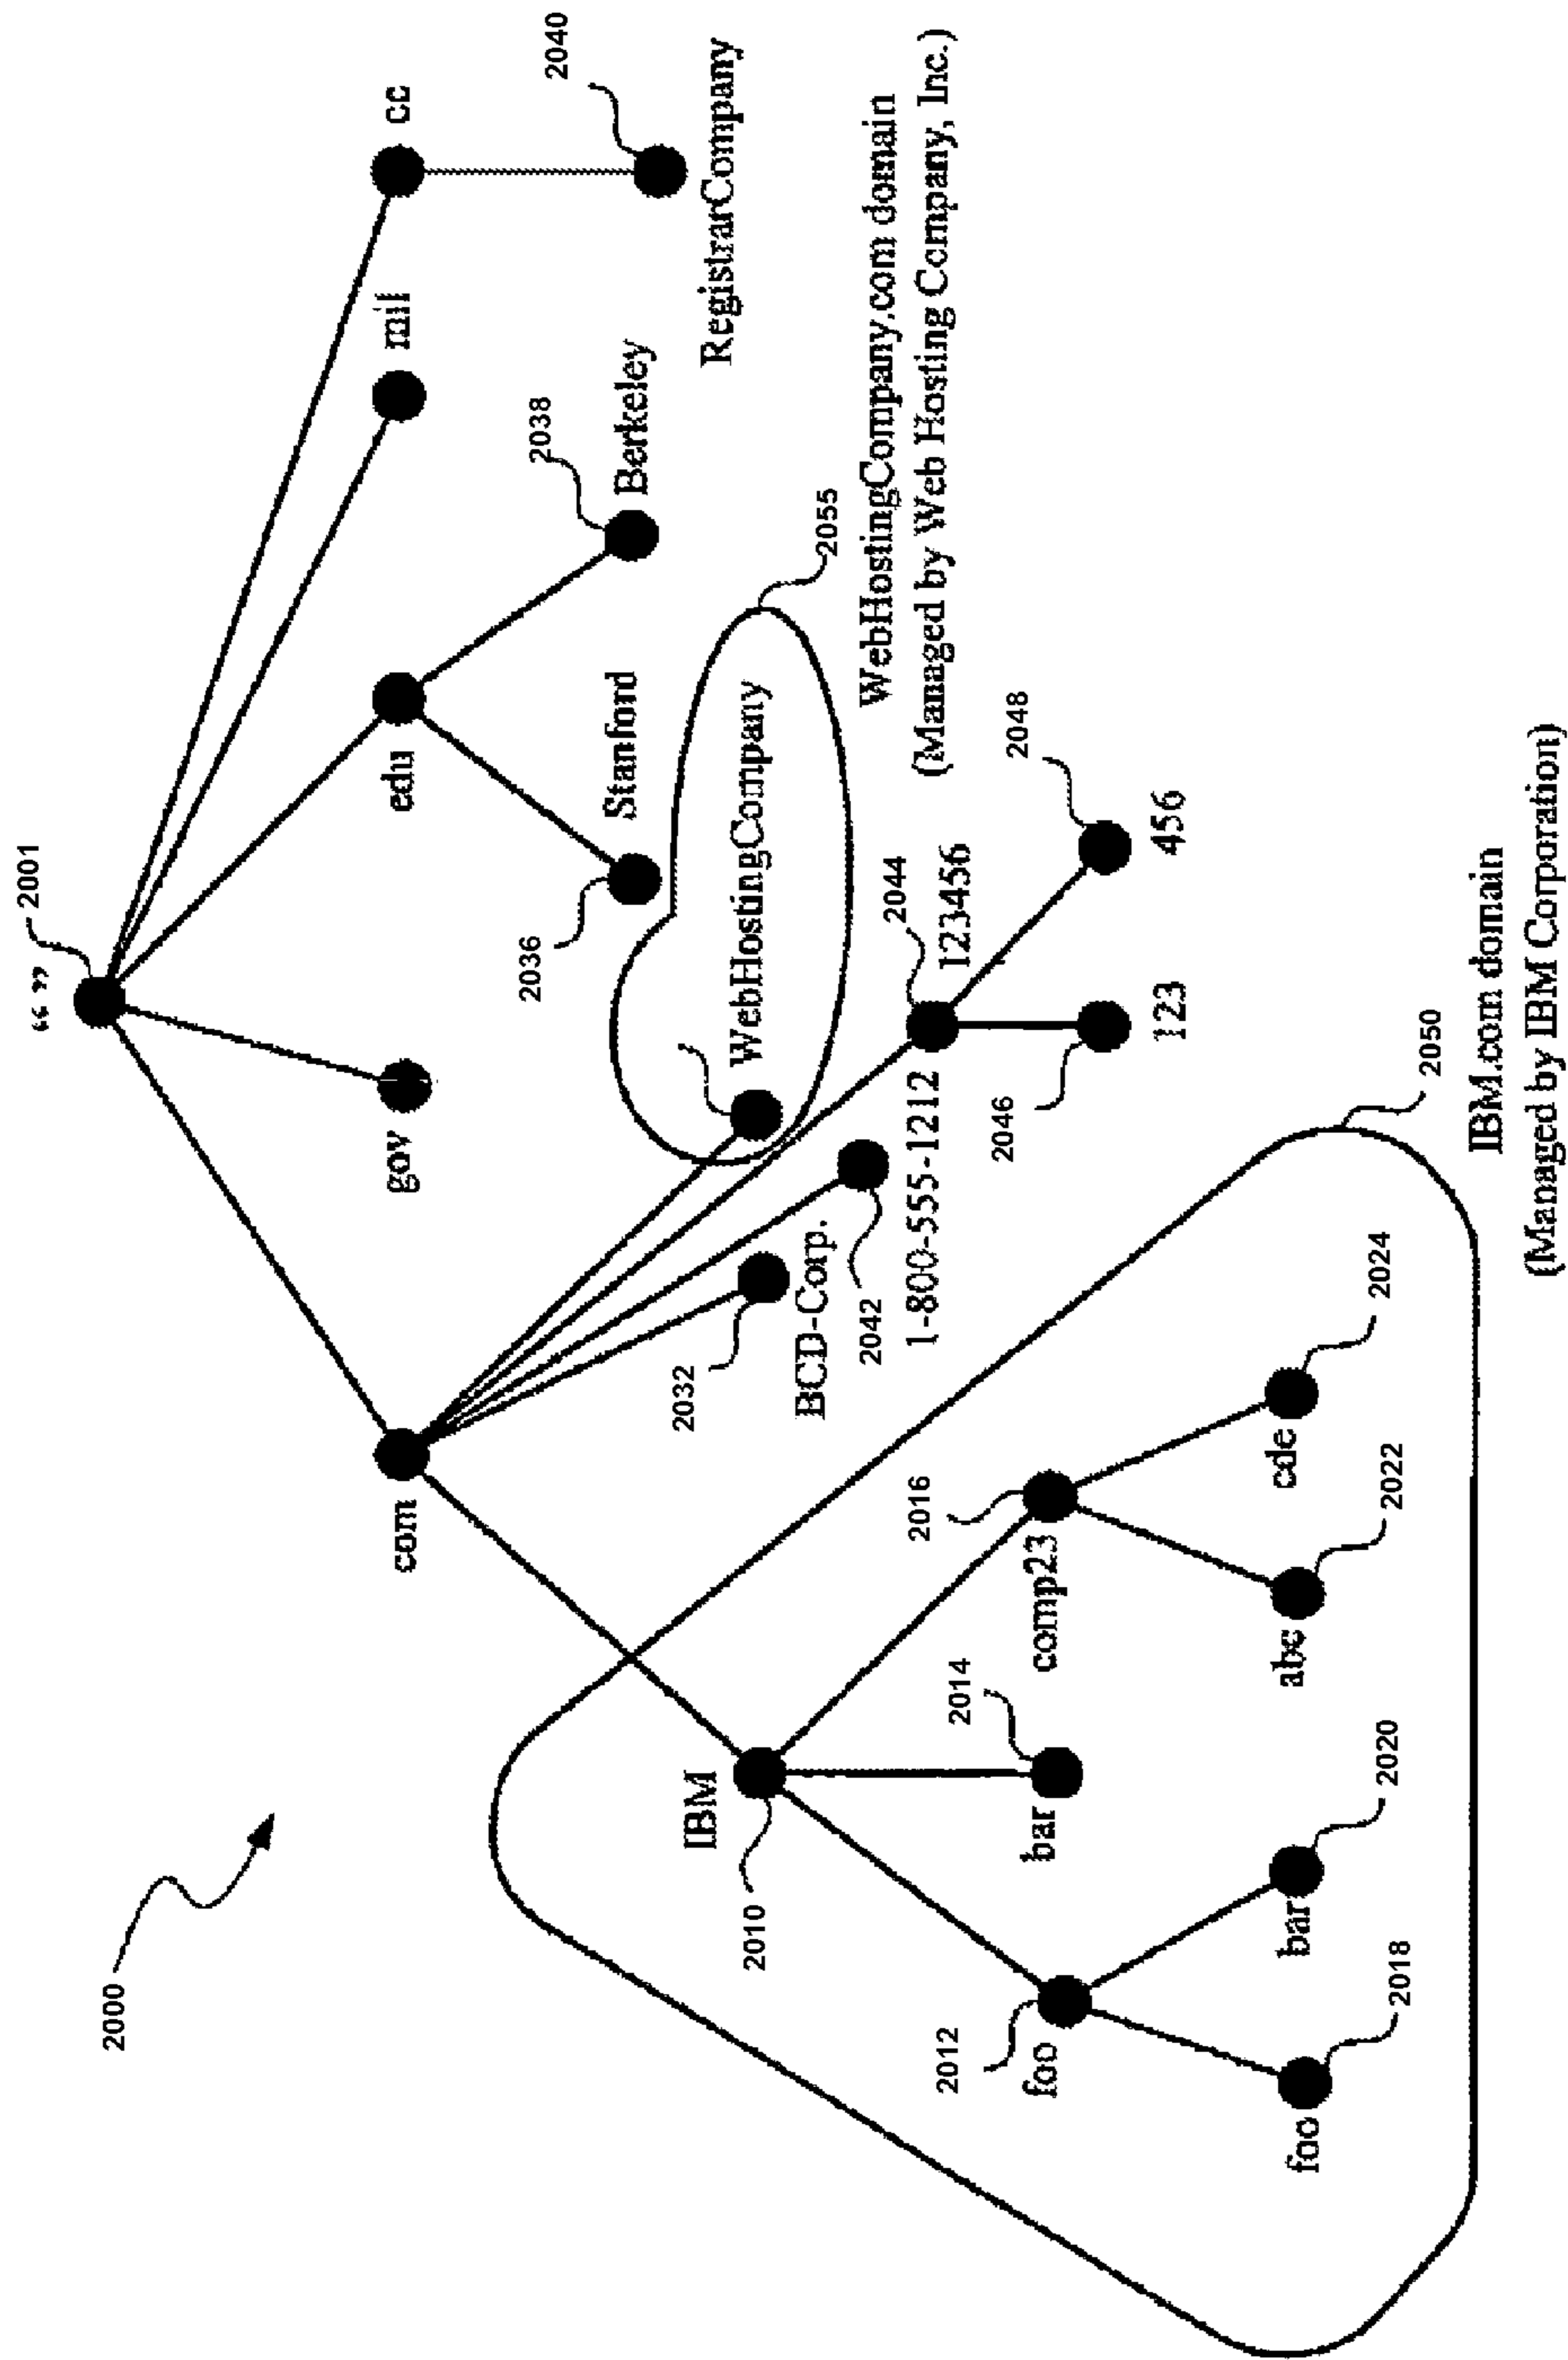 2000
“ ”
2001
com
gov
edu
mil
cc
2040
RegistrarCompany
2038
Berkeley
Stanford
2036
IBM
2010
2032
BCD-Corp.
2042
1-800-555-1212
WebHostingCompany
2055
WebHostingCompany.com domain
(Managed by Web Hosting Company, Inc.)
2044
123456
2012
foo
2014
bar
2016
comp23
2046
123
2048
456
foo
2018
bar
2020
abc
2022
cde
2024
2050
IBM.com domain
(Managed by IBM Corporation)